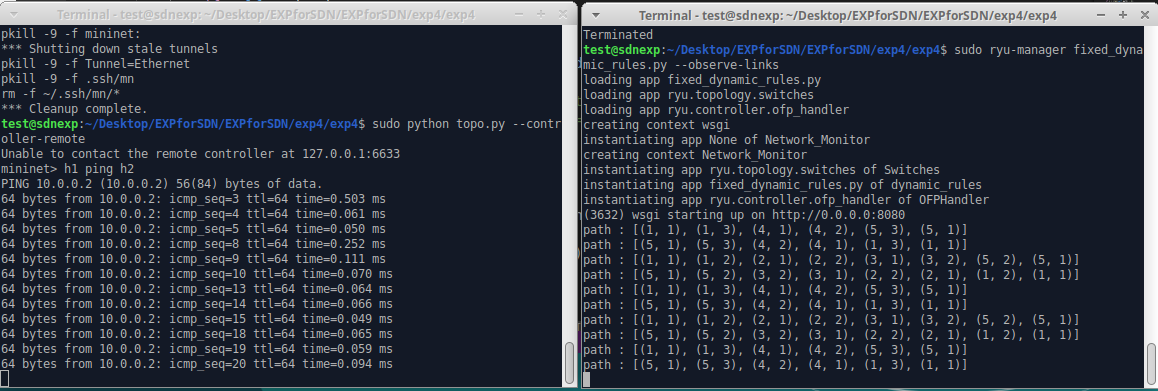 Terminal - test@sdnexp: ~/Desktop/EXPforSDN/EXPforSDN/exp4/exp4
pkill -9 -f mininet:
*** Shutting down stale tunnels
pkill -9 -f Tunnel=Ethernet
pkill -9 -f .ssh/mn
rm -f ~/.ssh/mn/*
*** Cleanup complete.
test@sdnexp:~/Desktop/EXPforSDN/EXPforSDN/exp4/exp4$ sudo python topo.py --contr
oller-remote
Unable to contact the remote controller at 127.0.0.1:6633
mininet> h1 ping h2
PING 10.0.0.2 (10.0.0.2) 56(84) bytes of data.
64 bytes from 10.0.0.2: icmp_seq=3 ttl=64 time=0.503 ms
64 bytes from 10.0.0.2: icmp_seq=4 ttl=64 time=0.061 ms
64 bytes from 10.0.0.2: icmp_seq=5 ttl=64 time=0.050 ms
64 bytes from 10.0.0.2: icmp_seq=8 ttl=64 time=0.252 ms
64 bytes from 10.0.0.2: icmp_seq=9 ttl=64 time=0.111 ms
64 bytes from 10.0.0.2: icmp_seq=10 ttl=64 time=0.070 ms
64 bytes from 10.0.0.2: icmp_seq=13 ttl=64 time=0.064 ms
64 bytes from 10.0.0.2: icmp_seq=14 ttl=64 time=0.066 ms
64 bytes from 10.0.0.2: icmp_seq=15 ttl=64 time=0.049 ms
64 bytes from 10.0.0.2: icmp_seq=18 ttl=64 time=0.065 ms
64 bytes from 10.0.0.2: icmp_seq=19 ttl=64 time=0.059 ms
64 bytes from 10.0.0.2: icmp_seq=20 ttl=64 time=0.094 ms
Terminal - test@sdnexp: ~/Desktop/EXPforSDN/EXPforSDN/exp4/exp4
Terminated
test@sdnexp:~/Desktop/EXPforSDN/EXPforSDN/exp4/exp4$ sudo ryu-manager fixed_dyna
mic_rules.py --observe-links
loading app fixed_dynamic_rules.py
loading app ryu.topology.switches
loading app ryu.controller.ofp_handler
creating context wsgi
instantiating app None of Network_Monitor
creating context Network_Monitor
instantiating app ryu.topology.switches of Switches
instantiating app fixed_dynamic_rules.py of dynamic_rules
instantiating app ryu.controller.ofp_handler of OFPHandler
(3632) wsgi starting up on http://0.0.0.0:8080
path : [(1, 1), (1, 3), (4, 1), (4, 2), (5, 3), (5, 1)]
path : [(5, 1), (5, 3), (4, 2), (4, 1), (1, 3), (1, 1)]
path : [(1, 1), (1, 2), (2, 1), (2, 2), (3, 1), (3, 2), (5, 2), (5, 1)]
path : [(5, 1), (5, 2), (3, 2), (3, 1), (2, 2), (2, 1), (1, 2), (1, 1)]
path : [(1, 1), (1, 3), (4, 1), (4, 2), (5, 3), (5, 1)]
path : [(5, 1), (5, 3), (4, 2), (4, 1), (1, 3), (1, 1)]
path : [(1, 1), (1, 2), (2, 1), (2, 2), (3, 1), (3, 2), (5, 2), (5, 1)]
path : [(5, 1), (5, 2), (3, 2), (3, 1), (2, 2), (2, 1), (1, 2), (1, 1)]
path : [(1, 1), (1, 3), (4, 1), (4, 2), (5, 3), (5, 1)]
path : [(5, 1), (5, 3), (4, 2), (4, 1), (1, 3), (1, 1)]